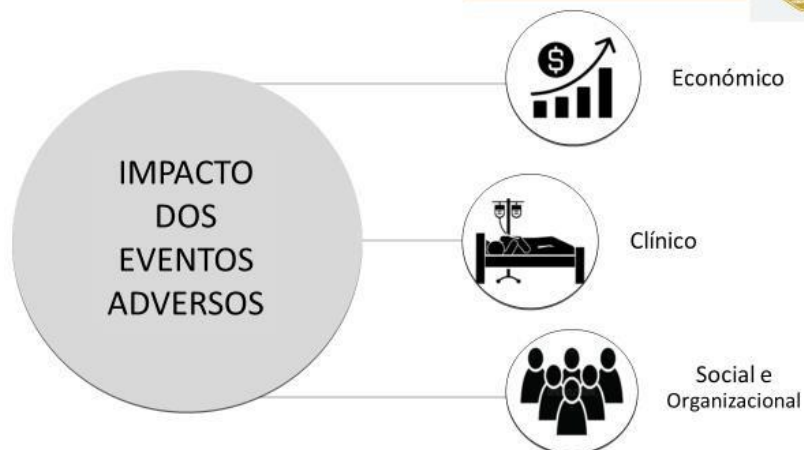 IMPACTO
DOS
EVENTOS
ADVERSOS
$
Económico
Clínico
Social e
Organizacional